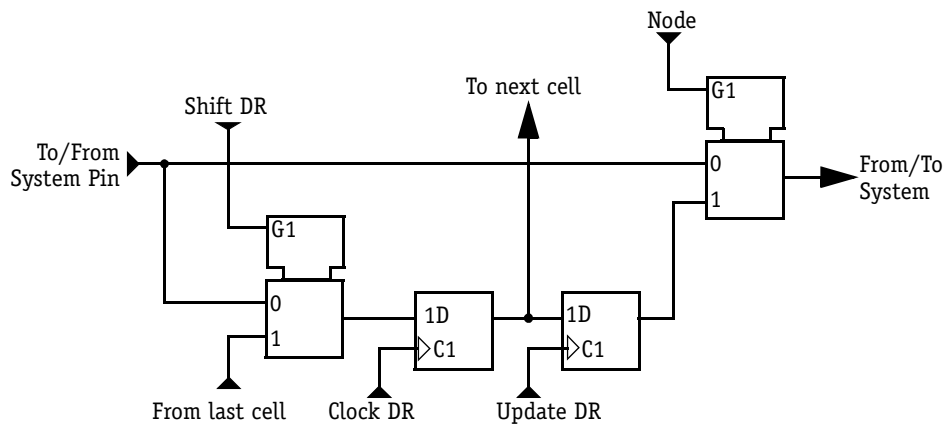 Node
G1
To next cell
Shift DR
To/From
System Pin
0
From/To
System
1
G1
0
1
1D
C1
1D
C1
From last cell
Clock DR
Update DR